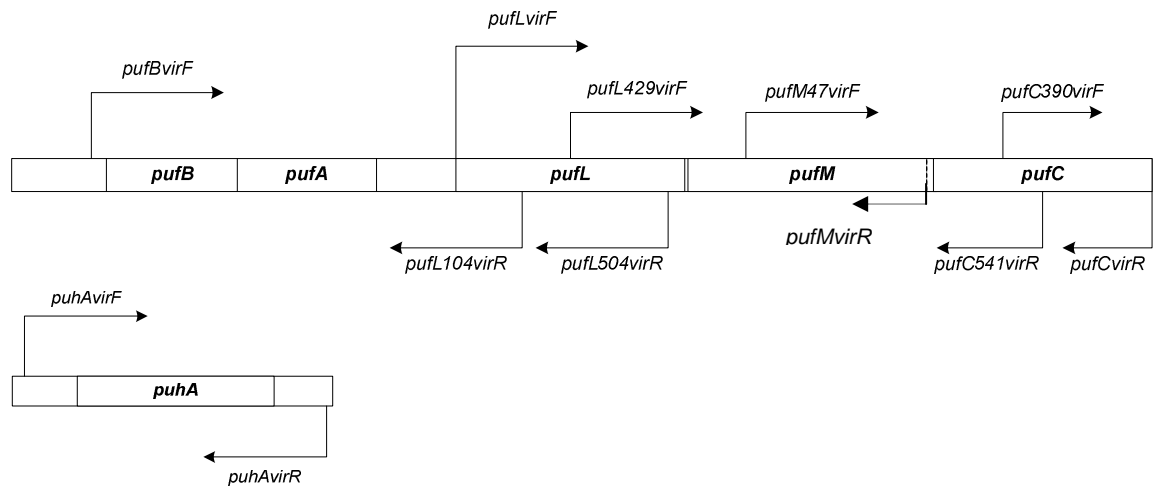 pufLvirF
pufBvirF
pufL429virF
pufM47virF
pufC390virF
pufB
pufA
pufL
pufM
pufC
pufMvirR
pufL104virR
pufL504virR
pufC541virR
pufCvirR
puhAvirF
puhA
puhAvirR